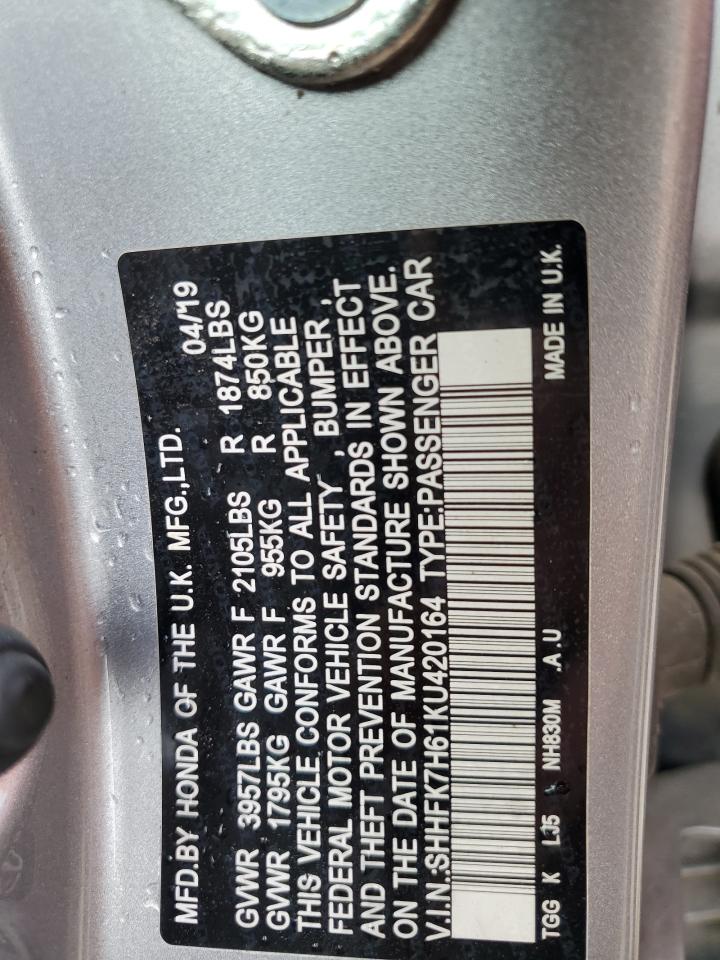 MFD.BY HONDA OF THE U.K. MFG.,LTD. 04/19
GVWR 3957LBS GAWR F 2105LBS R 1874LBS
GVWR 1795KG GAWR F 955KG R 850KG
THIS VEHICLE CONFORMS TO ALL APPLICABLE
FEDERAL MOTOR VEHICLE SAFETY , BUMPER ,
AND THEFT PREVENTION STANDARDS IN EFFECT
ON THE DATE OF MANUFACTURE SHOWN ABOVE.
V.I.N.:SHHFK7H61KU420164 TYPE:PASSENGER CAR
TGG K LJ5 NH830M A.U MADE IN U.K.